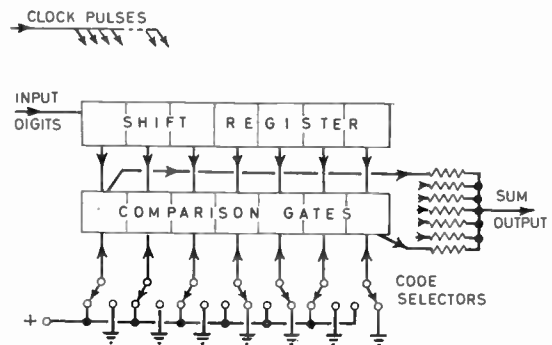 CLOCK PULSES
INPUT
DIGITS
SHIFT REGISTER
COMPARISON GATES
SUM
OUTPUT
CODE
SELECTORS
+